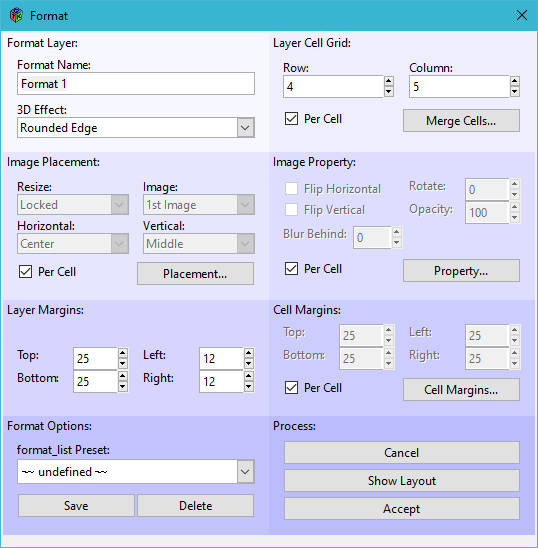 Format
Format Layer:
Format Name:
Format 1
3D Effect:
Rounded Edge
Layer Cell Grid:
Row: Column:
4 5
Per Cell Merge Cells...
Image Placement:
Resize: Image:
Locked 1st Image
Horizontal: Vertical:
Center Middle
Per Cell Placement...
Image Property:
Flip Horizontal Rotate: 0
Flip Vertical Opacity: 100
Blur Behind: 0
Per Cell Property...
Layer Margins:
Top: 25 Left: 12
Bottom: 25 Right: 12
Cell Margins:
Top: 25 Left: 25
Bottom: 25 Right: 25
Per Cell Cell Margins...
Format Options:
format_list Preset:
~~ undefined ~~
Save Delete
Process:
Cancel
Show Layout
Accept